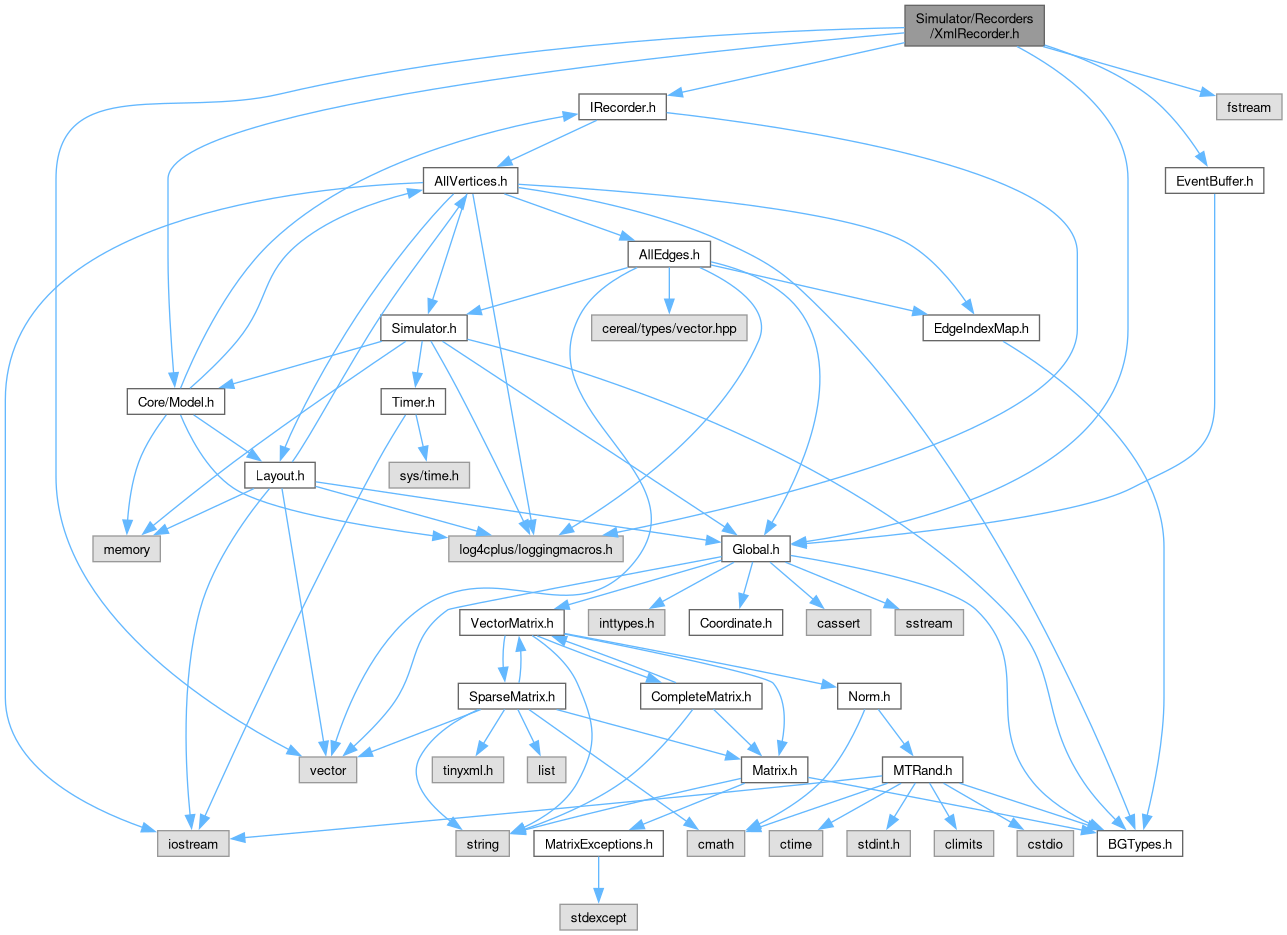 Simulator/Recorders
/XmlRecorder.h
IRecorder.h
fstream
AllVertices.h
EventBuffer.h
AllEdges.h
Simulator.h
cereal/types/vector.hpp
EdgeIndexMap.h
Core/Model.h
Timer.h
Layout.h
sys/time.h
memory
log4cplus/loggingmacros.h
Global.h
VectorMatrix.h
inttypes.h
Coordinate.h
cassert
sstream
SparseMatrix.h
CompleteMatrix.h
Norm.h
vector
tinyxml.h
list
Matrix.h
MTRand.h
iostream
string
MatrixExceptions.h
cmath
ctime
stdint.h
climits
cstdio
BGTypes.h
stdexcept